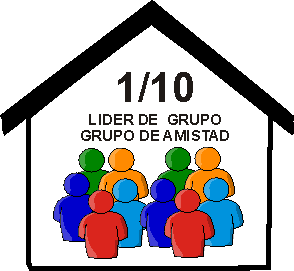 1/10
LIDER DE GRUPO
GRUPO DE AMISTAD